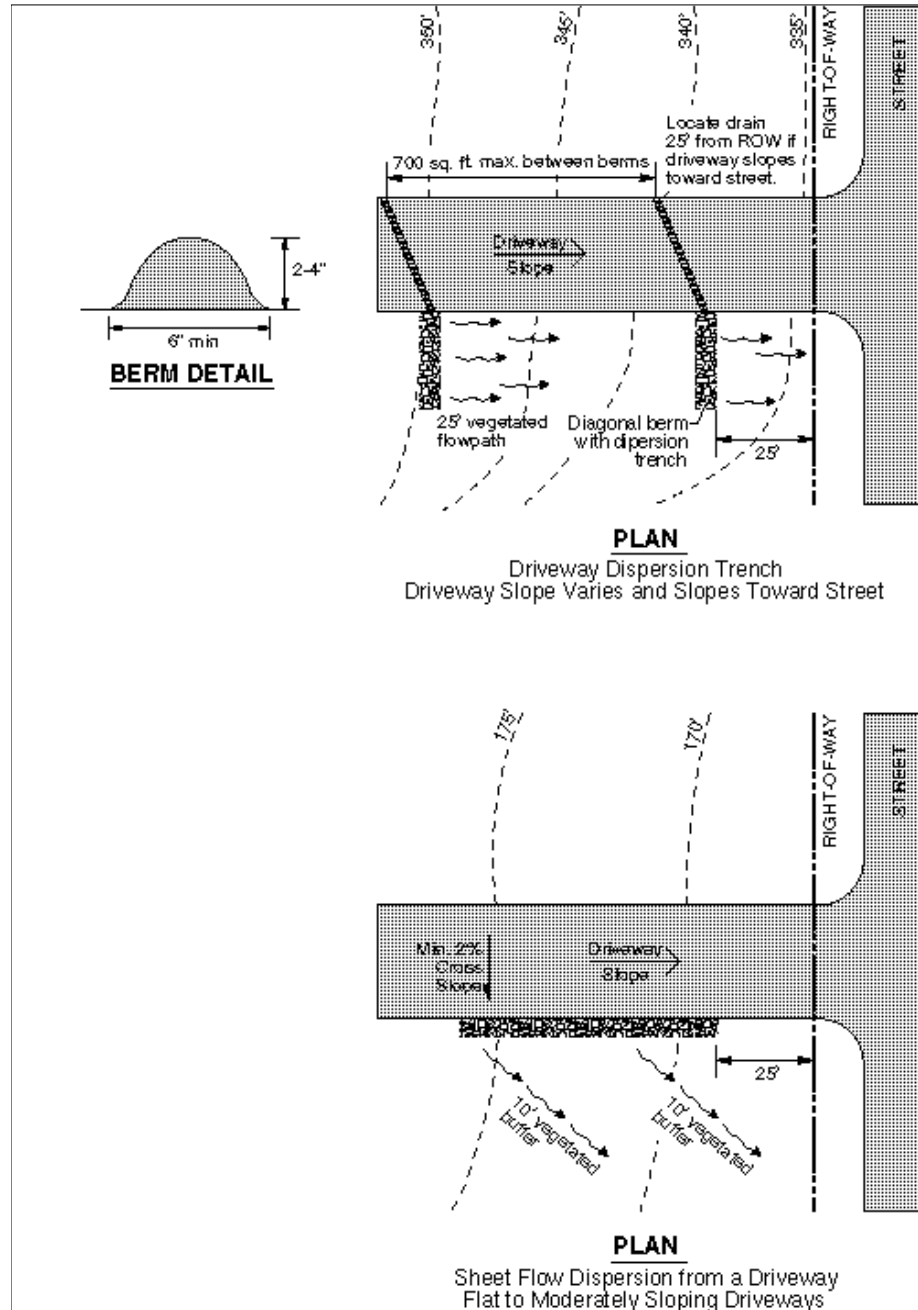 350'
345'
340'
335'
RIGHT-OF-WAY
STREET
Locate drain
25' from ROW if
driveway slopes
toward street.
700 sq. ft. max. between berms
Driveway
Slope
2-4"
6" min
BERM DETAIL
25' vegetated
flowpath
Diagonal berm
with dipersion
trench
25'
PLAN
Driveway Dispersion Trench
Driveway Slope Varies and Slopes Toward Street
175'
170'
RIGHT-OF-WAY
STREET
Min. 2%
Cross
Slope
Driveway
Slope
25'
10' vegetated
buffer
10' vegetated
buffer
PLAN
Sheet Flow Dispersion from a Driveway
Flat to Moderately Sloping Driveways